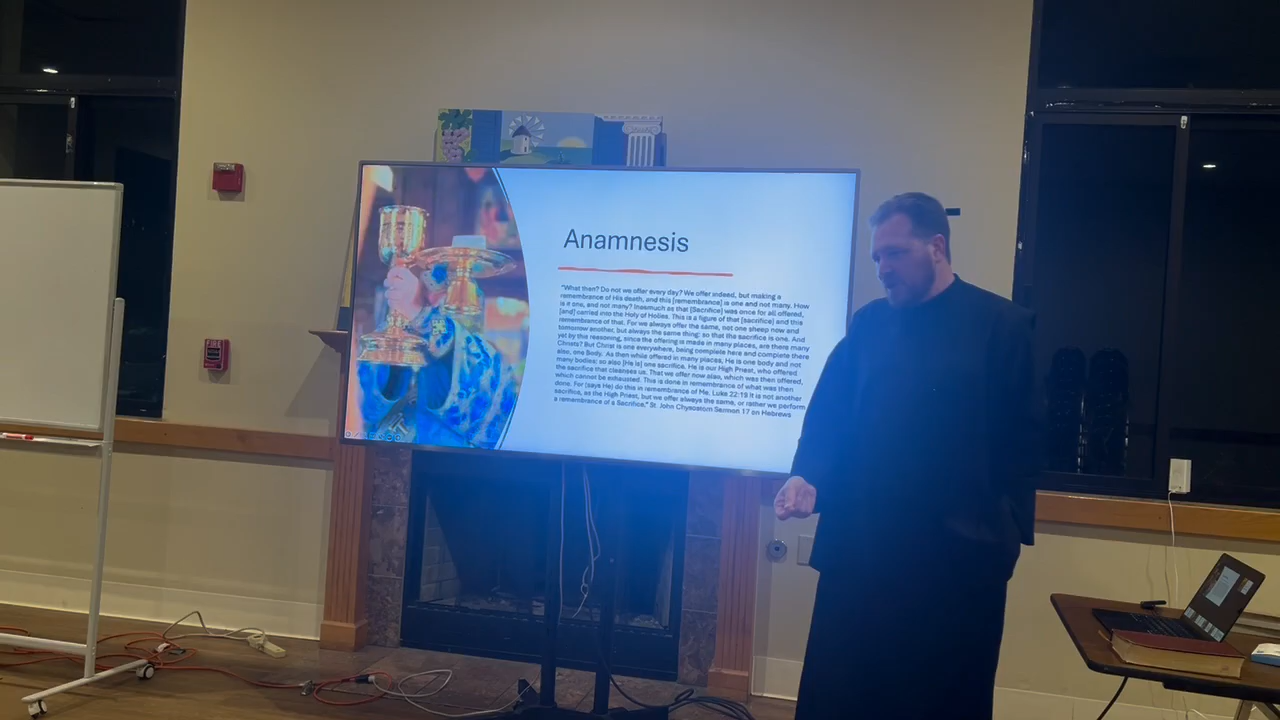 Anamnesis
"What then? Do not we offer every day? We offer indeed, but making a
remembrance of His death, and this [remembrance] is one and not many. How
is it one, and not many? Inasmuch as that [Sacrifice] was once for all offered,
[and] carried into the Holy of Holies. This is a figure of that [sacrifice] and this
remembrance of that. For we always offer the same, not one sheep now and
tomorrow another, but always the same thing: so that the sacrifice is one. And
yet by this reasoning, since the offering is made in many places, are there many
Christs? But Christ is one everywhere, being complete here and complete there
also, one Body. As then while offered in many places, He is one body and not
many bodies; so also [He is] one sacrifice. He is our High Priest, who offered
the sacrifice that cleanses us. That we offer now also, which was then offered,
which cannot be exhausted. This is done in remembrance of what was then
done. For (says He) do this in remembrance of Me. Luke 22:19 It is not another
sacrifice, as the High Priest, but we offer always the same, or rather we perform
a remembrance of a Sacrifice." St. John Chysostom Sermon 17 on Hebrews
FIRE